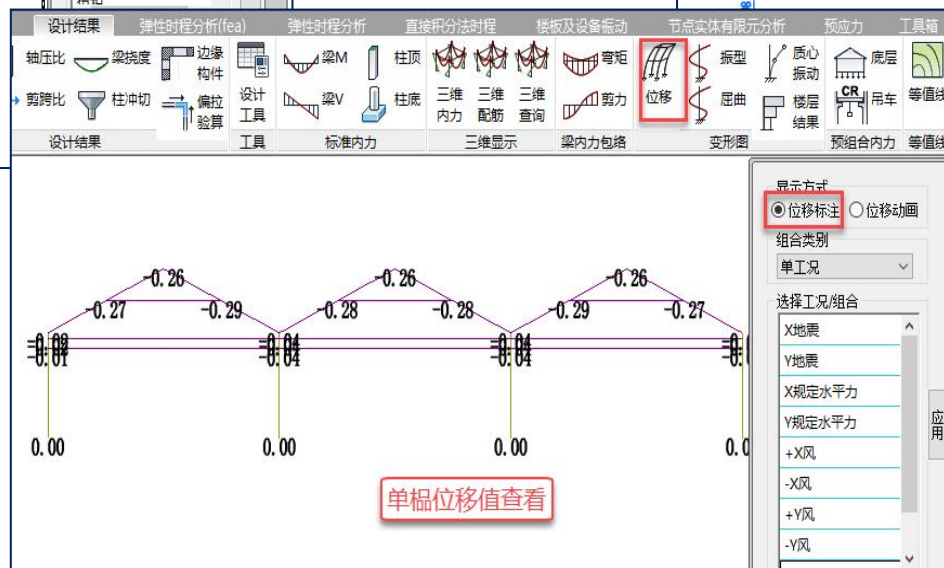 设计结果 弹性时程分析(fea) 弹性时程分析 直接积分法时程 楼板及设备振动 节点实体有限元分析 预应力 工具箱
轴压比 梁挠度 边缘构件 梁M 柱顶 弯矩 振型 质心振动 底层
剪跨比 柱冲切 偏拉验算 设计工具 梁V 柱底 三维内力 三维配筋 三维查询 剪力 位移 屈曲 楼层结果 CR 吊车 等值线
设计结果 工具 标准内力 三维显示 梁内力包络 变形图 预组合内力 等值线
显示方式
位移标注 位移动画
组合类别
单工况
选择工况/组合
X地震
Y地震
X规定水平力
Y规定水平力
+X风
-X风
+Y风
-Y风
应用
-0.26 -0.26 -0.26
-0.27 -0.29 -0.28 -0.28 -0.29 -0.27
0.00 0.00 0.00 0.0
单榀位移值查看